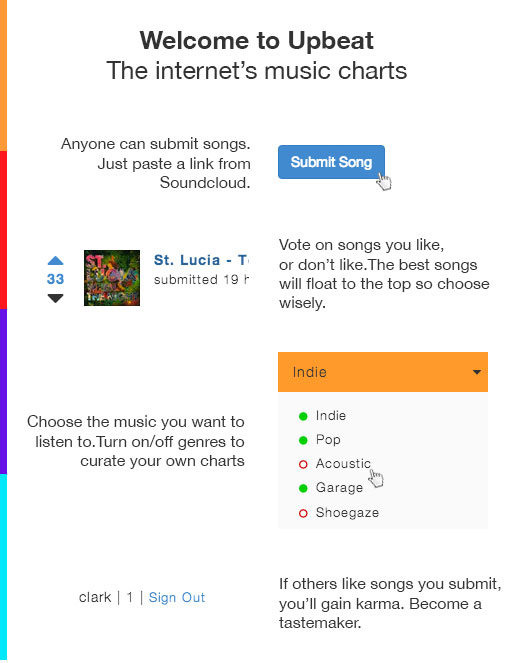 Welcome to Upbeat
The internet's music charts
Anyone can submit songs.
Just paste a link from
Soundcloud.
Submit Song
33
St. Lucia - T
submitted 19 h
Vote on songs you like,
or don't like.The best songs
will float to the top so choose
wisely.
Choose the music you want to
listen to.Turn on/off genres to
curate your own charts
Indie
Indie
Pop
Acoustic
Garage
Shoegaze
clark | 1 | Sign Out
If others like songs you submit,
you'll gain karma. Become a
tastemaker.